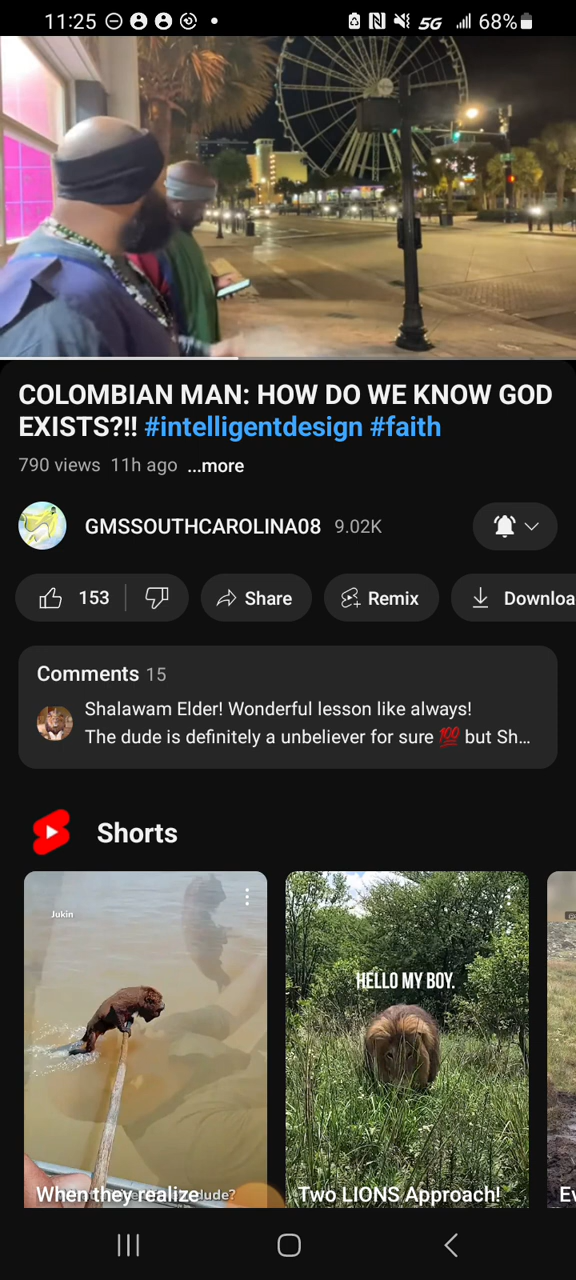 11:25
5G
68%
COLOMBIAN MAN: HOW DO WE KNOW GOD
EXISTS?!! #intelligentdesign #faith
790 views 11h ago ...more
GMSSOUTHCAROLINA08 9.02K
153
Share
Remix
Downloa
Comments 15
Shalawam Elder! Wonderful lesson like always!
The dude is definitely a unbeliever for sure 💯 but Sh...
Shorts
Jukin
HELLO MY BOY.
When they realize
dude?
Two LIONS Approach!
Ev